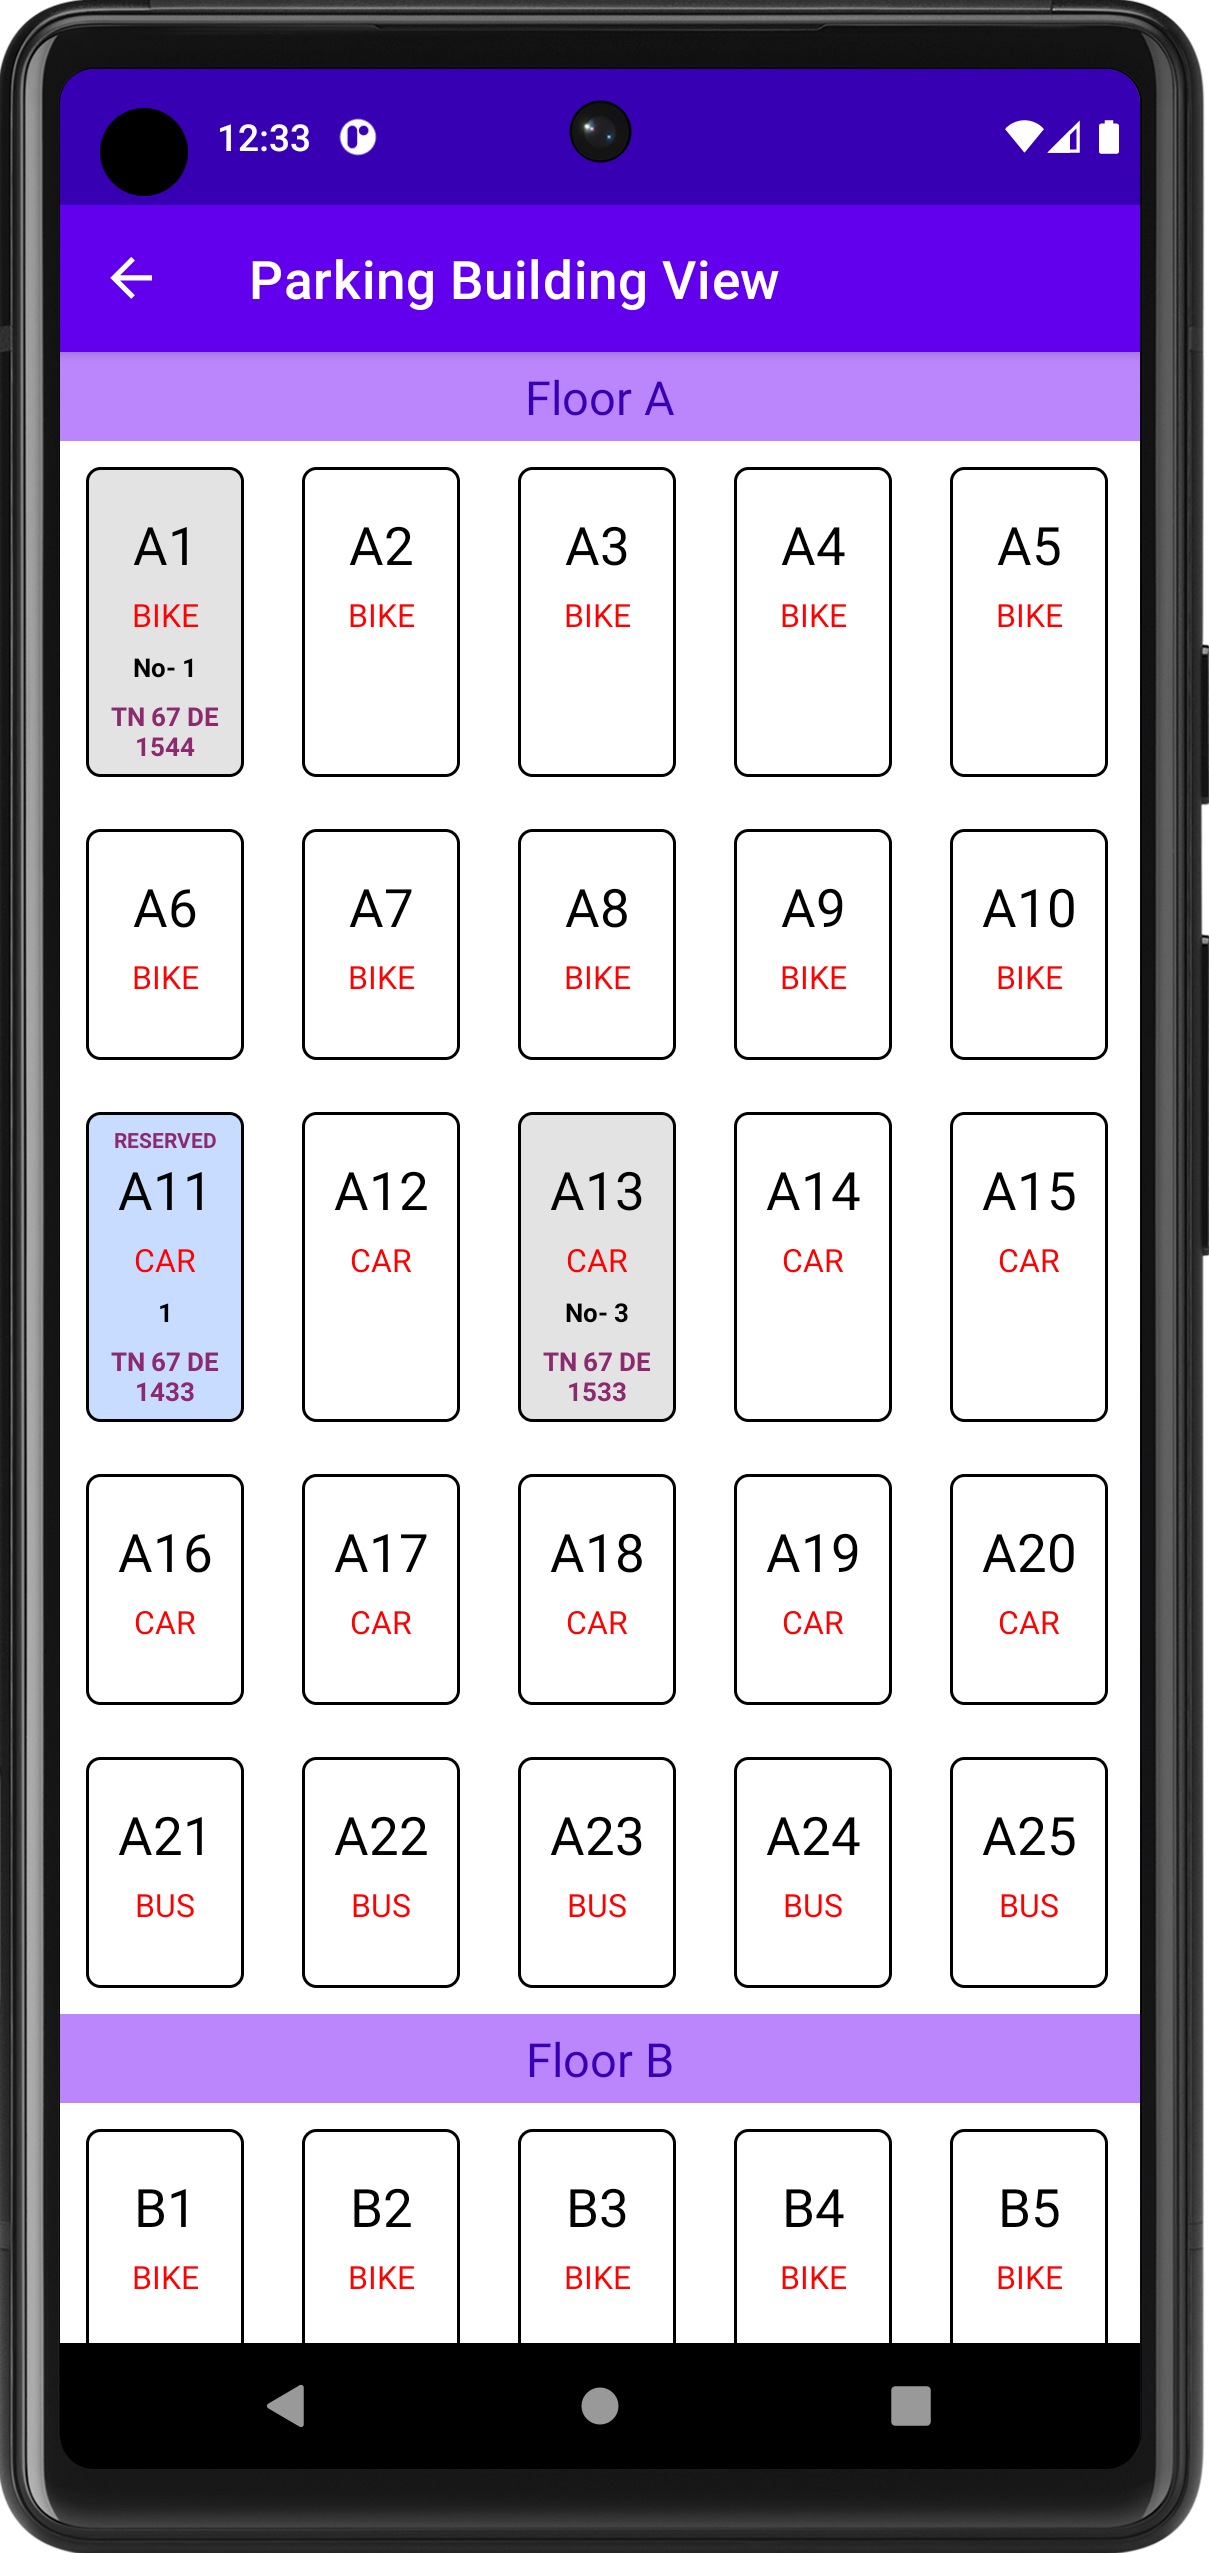 12:33
Parking Building View
Floor A
A1 A2 A3 A4 A5
BIKE BIKE BIKE BIKE BIKE
No- 1
TN 67 DE
1544
A6 A7 A8 A9 A10
BIKE BIKE BIKE BIKE BIKE
RESERVED
A11 A12 A13 A14 A15
CAR CAR CAR CAR CAR
1 No- 3
TN 67 DE TN 67 DE
1433 1533
A16 A17 A18 A19 A20
CAR CAR CAR CAR CAR
A21 A22 A23 A24 A25
BUS BUS BUS BUS BUS
Floor B
B1 B2 B3 B4 B5
BIKE BIKE BIKE BIKE BIKE